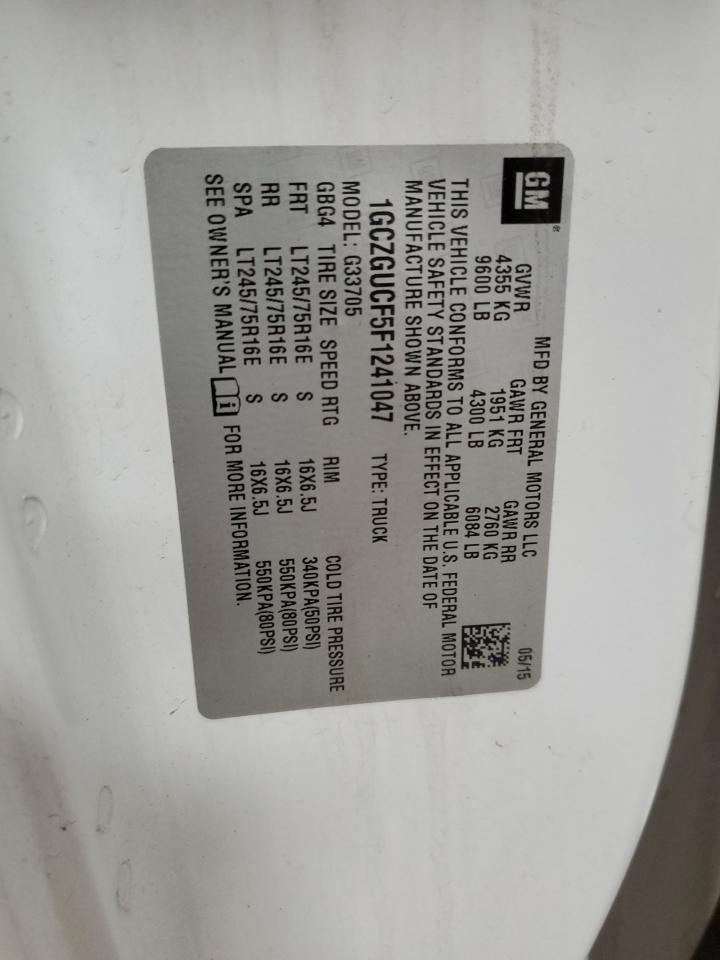 GM®
MFD BY GENERAL MOTORS LLC 05/15
GVWR GAWR FRT GAWR RR
4355 KG 1951 KG 2760 KG
9600 LB 4300 LB 6084 LB
THIS VEHICLE CONFORMS TO ALL APPLICABLE U.S. FEDERAL MOTOR
VEHICLE SAFETY STANDARDS IN EFFECT ON THE DATE OF
MANUFACTURE SHOWN ABOVE.
1GCZGUCF5F1241047 TYPE: TRUCK
MODEL: G33705
GBG4 TIRE SIZE SPEED RTG RIM COLD TIRE PRESSURE
FRT LT245/75R16E S 16X6.5J 340KPA(50PSI)
RR LT245/75R16E S 16X6.5J 550KPA(80PSI)
SPA LT245/75R16E S 16X6.5J 550KPA(80PSI)
SEE OWNER'S MANUAL i FOR MORE INFORMATION.